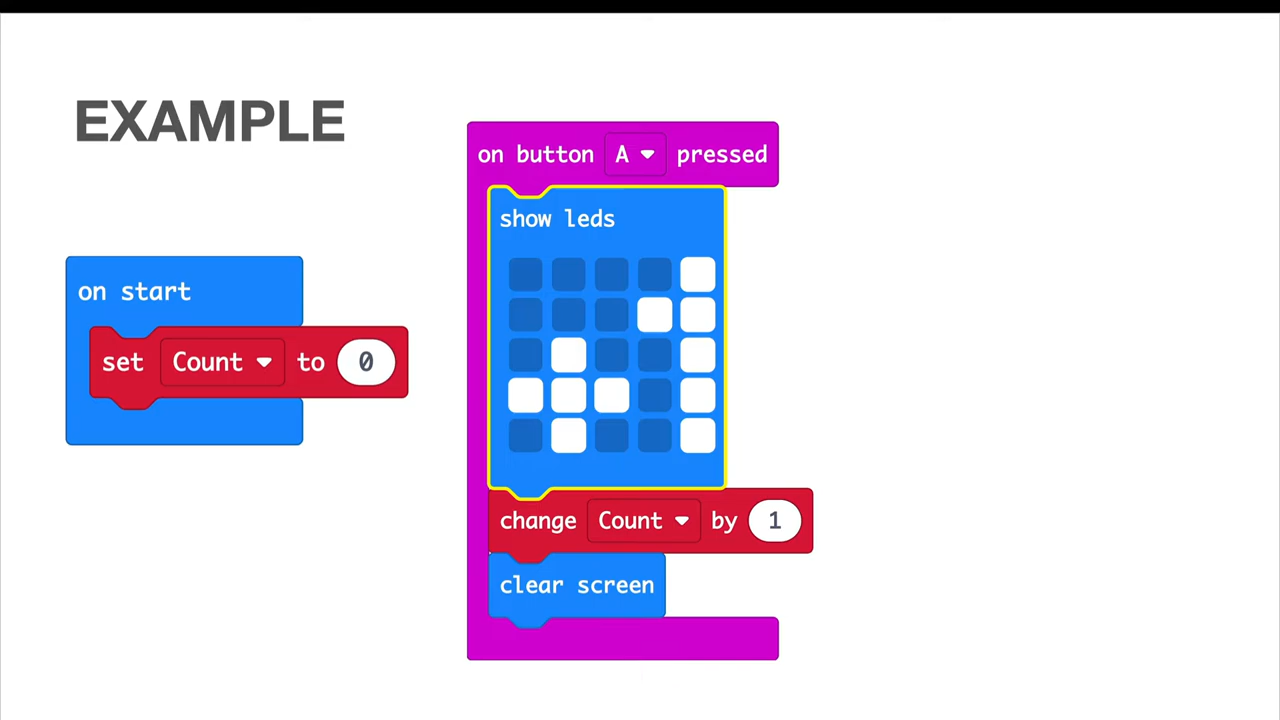 EXAMPLE
on start
set Count to 0
on button A pressed
show leds
change Count by 1
clear screen